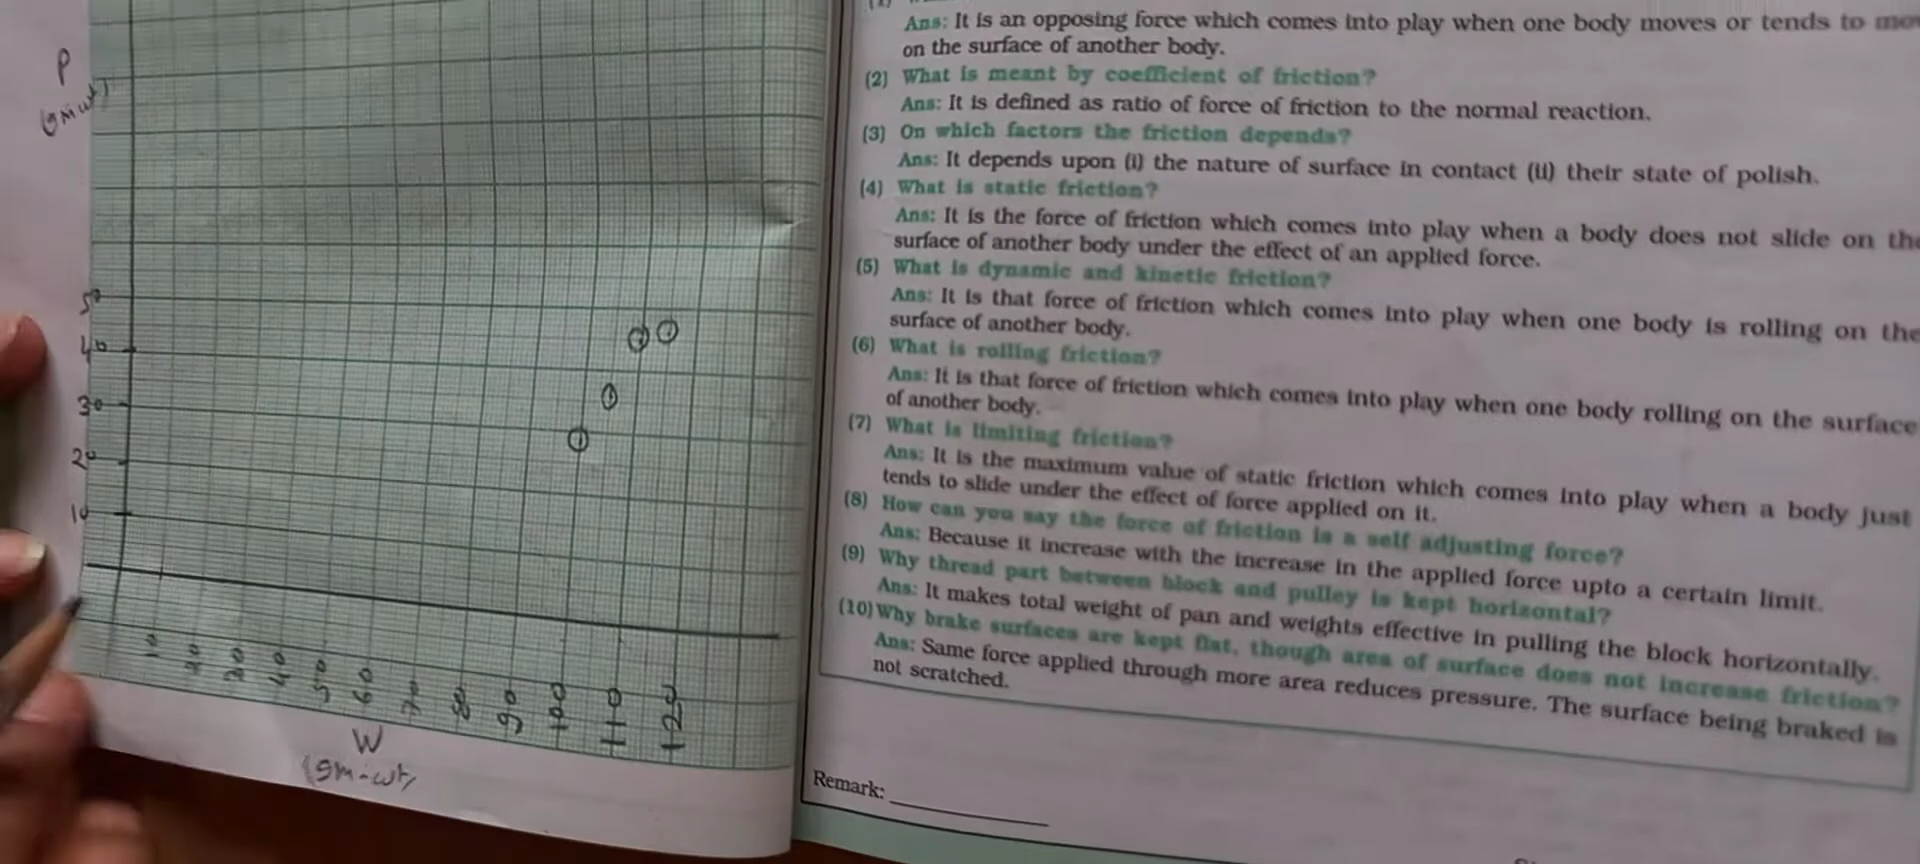 P
(gm wt)
50
40
30
20
10
10 20 30 40 50 60 70 80 90 100 110 120
W
(gm-wt)
Ans: It is an opposing force which comes into play when one body moves or tends to
on the surface of another body.
(2) What is meant by coefficient of friction?
Ans: It is defined as ratio of force of friction to the normal reaction.
(3) On which factors the friction depends?
Ans: It depends upon (i) the nature of surface in contact (ii) their state of polish.
(4) What is static friction?
Ans: It is the force of friction which comes into play when a body does not slide on the
surface of another body under the effect of an applied force.
(5) What is dynamic and kinetic friction?
Ans: It is that force of friction which comes into play when one body is rolling on the
surface of another body.
(6) What is rolling friction?
Ans: It is that force of friction which comes into play when one body rolling on the surface
of another body.
(7) What is limiting friction?
Ans: It is the maximum value of static friction which comes into play when a body just
tends to slide under the effect of force applied on it.
(8) How can you say the force of friction is a self adjusting force?
Ans: Because it increase with the increase in the applied force upto a certain limit.
(9) Why thread part between block and pulley is kept horizontal?
Ans: It makes total weight of pan and weights effective in pulling the block horizontally.
(10) Why brake surfaces are kept flat, though area of surface does not increase friction?
Ans: Same force applied through more area reduces pressure. The surface being braked is
not scratched.
Remark: